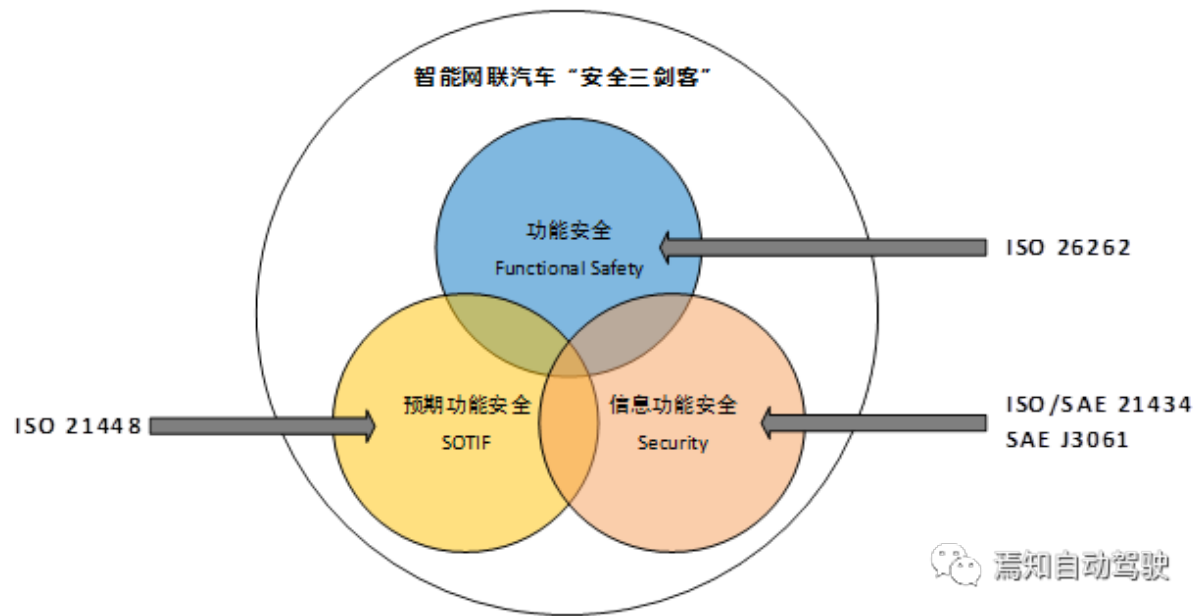 智能网联汽车“安全三剑客”
功能安全
Functional Safety
ISO 26262
预期功能安全
SOTIF
信息功能安全
Security
ISO 21448
ISO/SAE 21434
SAE J3061
焉知自动驾驶